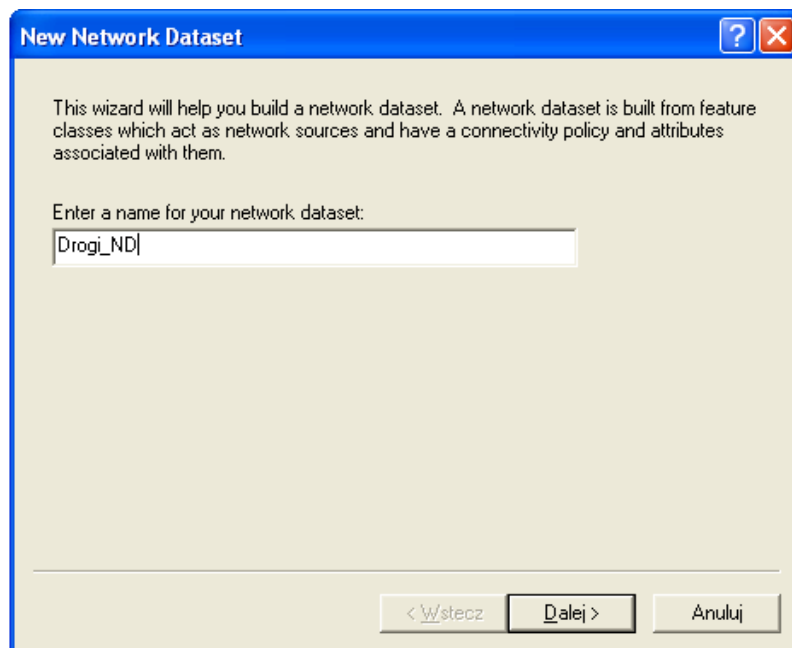 New Network Dataset
This wizard will help you build a network dataset. A network dataset is built from feature
classes which act as network sources and have a connectivity policy and attributes
associated with them.
Enter a name for your network dataset:
Drogi_ND
< Wstecz Dalej > Anuluj